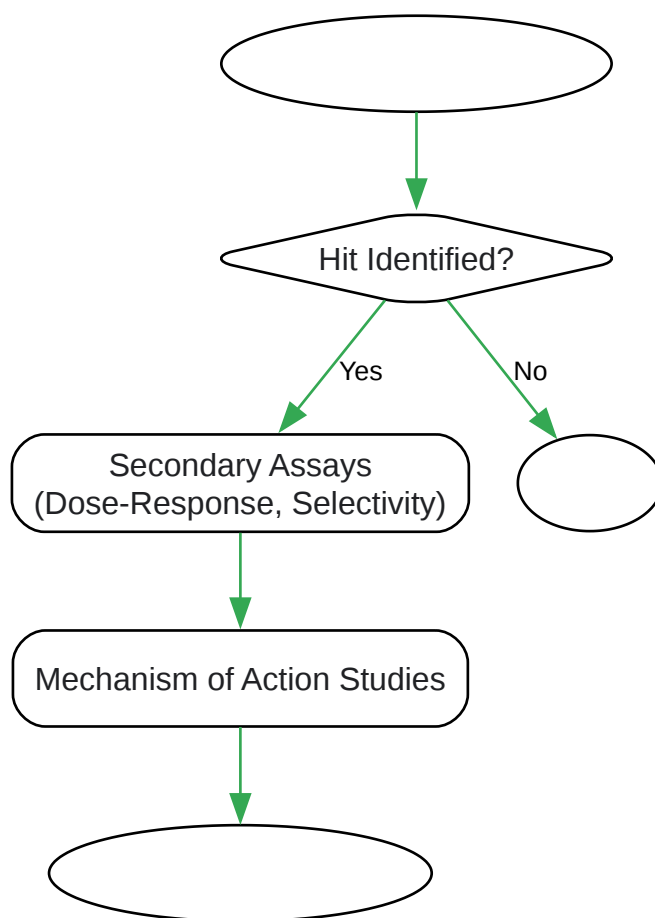 Hit Identified?
Yes
No
Secondary Assays
(Dose-Response, Selectivity)
Mechanism of Action Studies